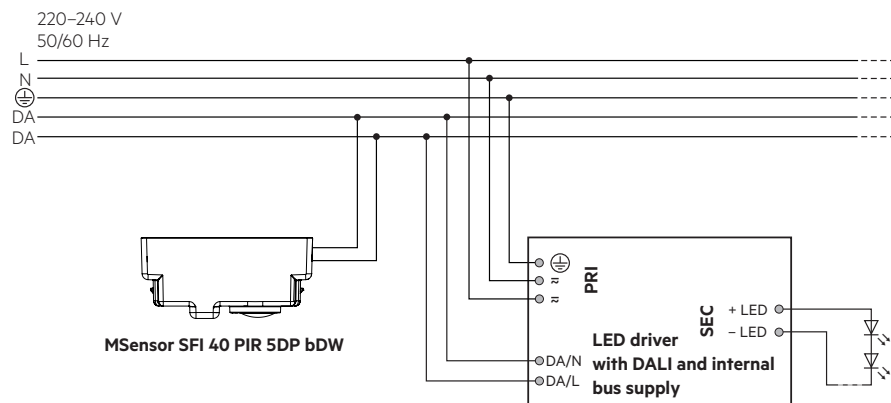 220–240 V
50/60 Hz
L
N
DA
DA
PRI
≂
≂
SEC
+ LED
– LED
MSensor SFI 40 PIR 5DP bDW
LED driver
with DALI and internal
bus supply
DA/N
DA/L